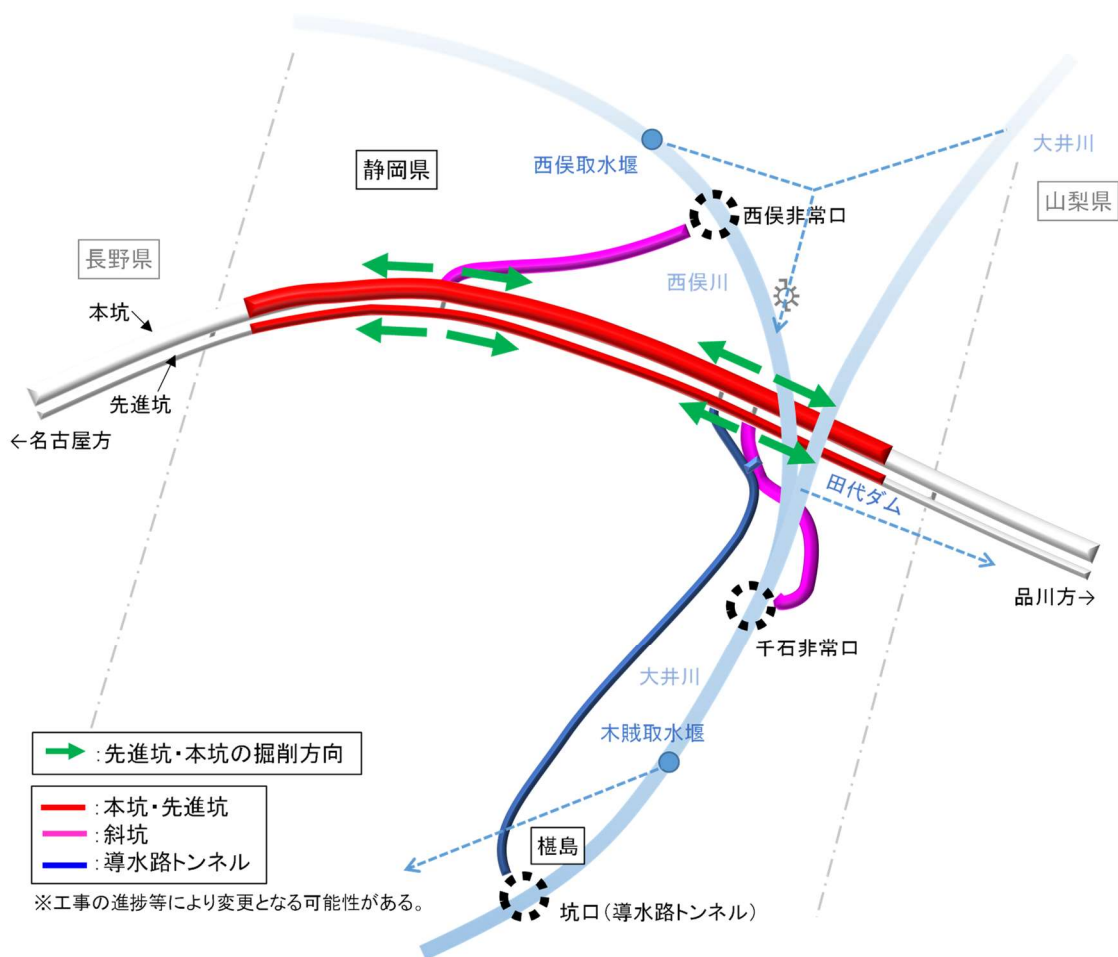 大井川
西俣取水堰
静岡県
山梨県
西俣非常口
長野県
西俣川
本坑
先進坑
←名古屋方
田代ダム
品川方→
千石非常口
大井川
木賊取水堰
:先進坑・本坑の掘削方向
:本坑・先進坑
:斜坑
:導水路トンネル
椹島
※工事の進捗等により変更となる可能性がある。
坑口(導水路トンネル)